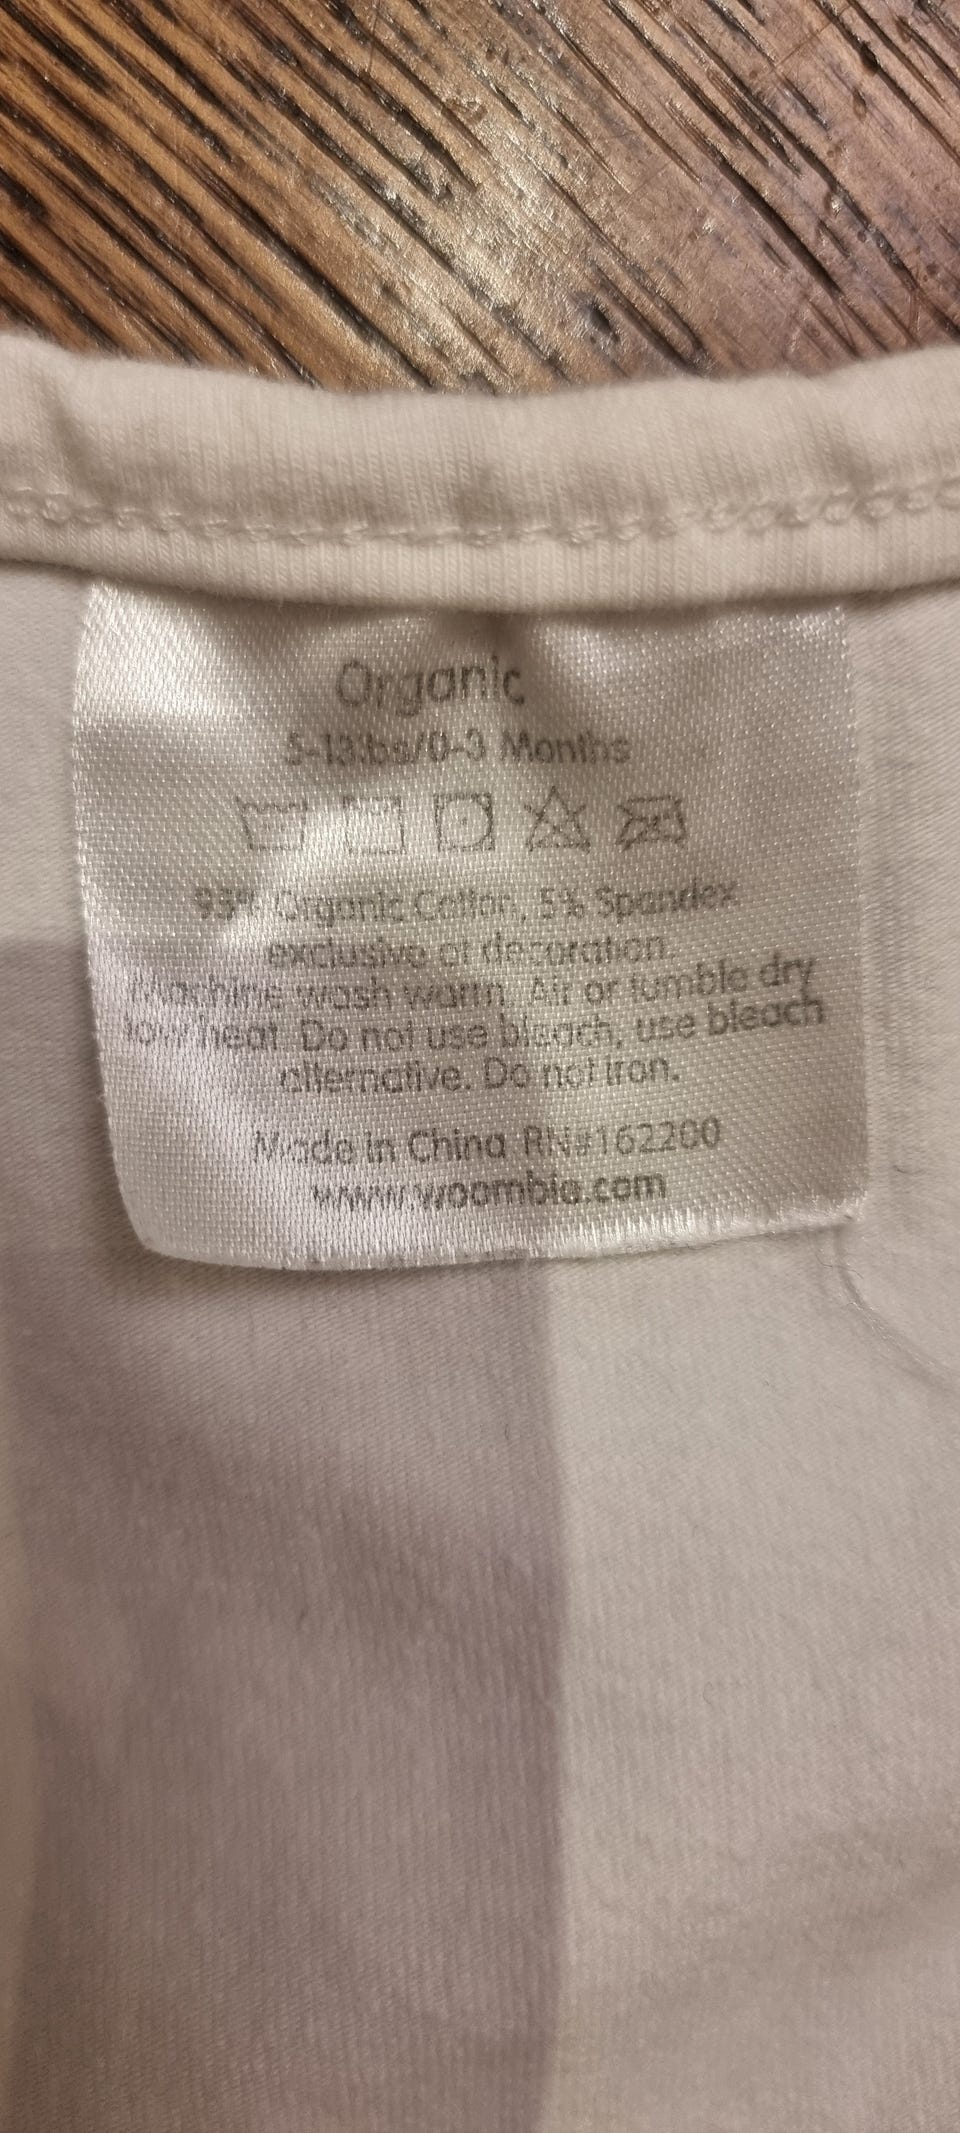 Organic
5-13lbs/0-3 Months
95% Organic Cotton, 5% Spandex
exclusive of decoration.
Machine wash warm. Air or tumble dry
low heat. Do not use bleach, use bleach
alternative. Do not iron.
Made in China RN#162200
www.woombie.com